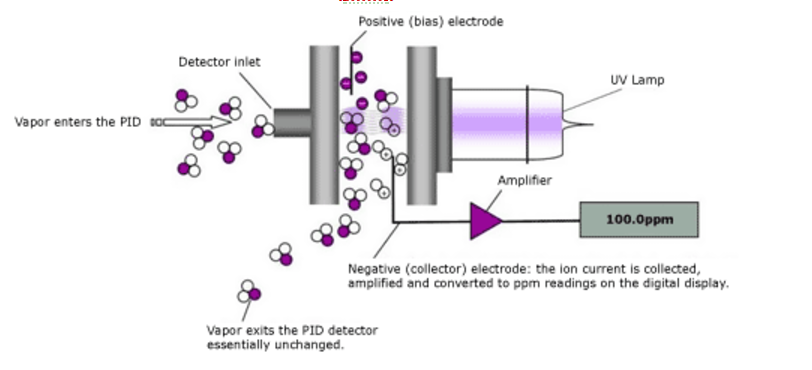 Positive (bias) electrode
Detector inlet
UV Lamp
Vapor enters the PID
Amplifier
100.0ppm
Negative (collector) electrode: the ion current is collected,
amplified and converted to ppm readings on the digital display.
Vapor exits the PID detector
essentially unchanged.